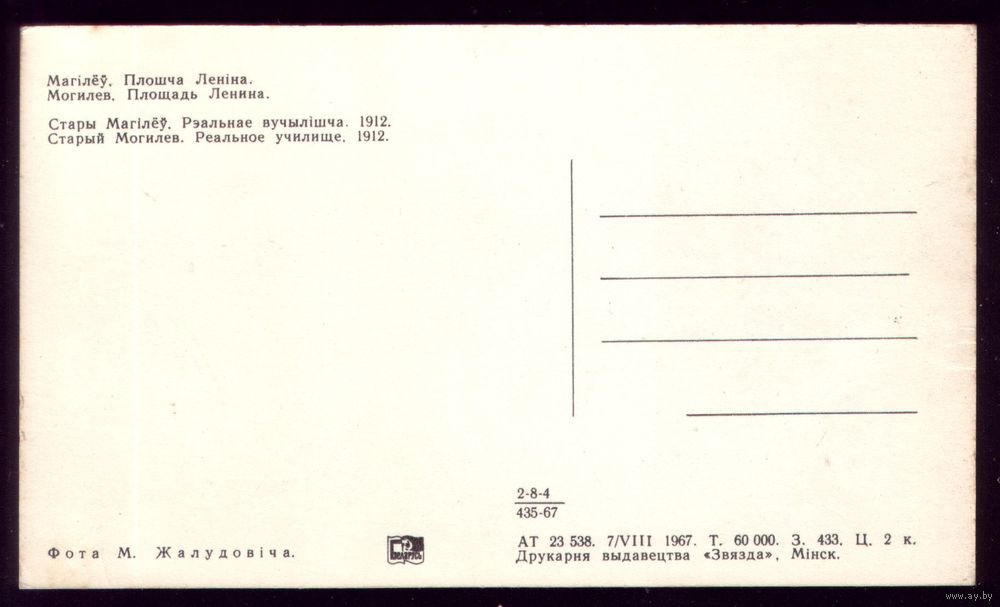 Магілёў. Плошча Леніна.
Могилев. Площадь Ленина.
Стары Магілёў. Рэальнае вучылішча. 1912.
Старый Могилев. Реальное училище. 1912.
2-8-4
435-67
Фота М. Жалудовіча.
БЕЛАРУСЬ
АТ 23 538. 7/VIII 1967. Т. 60 000. З. 433. Ц. 2 к.
Друкарня выдавецтва «Звязда», Мінск.
www.ay.by